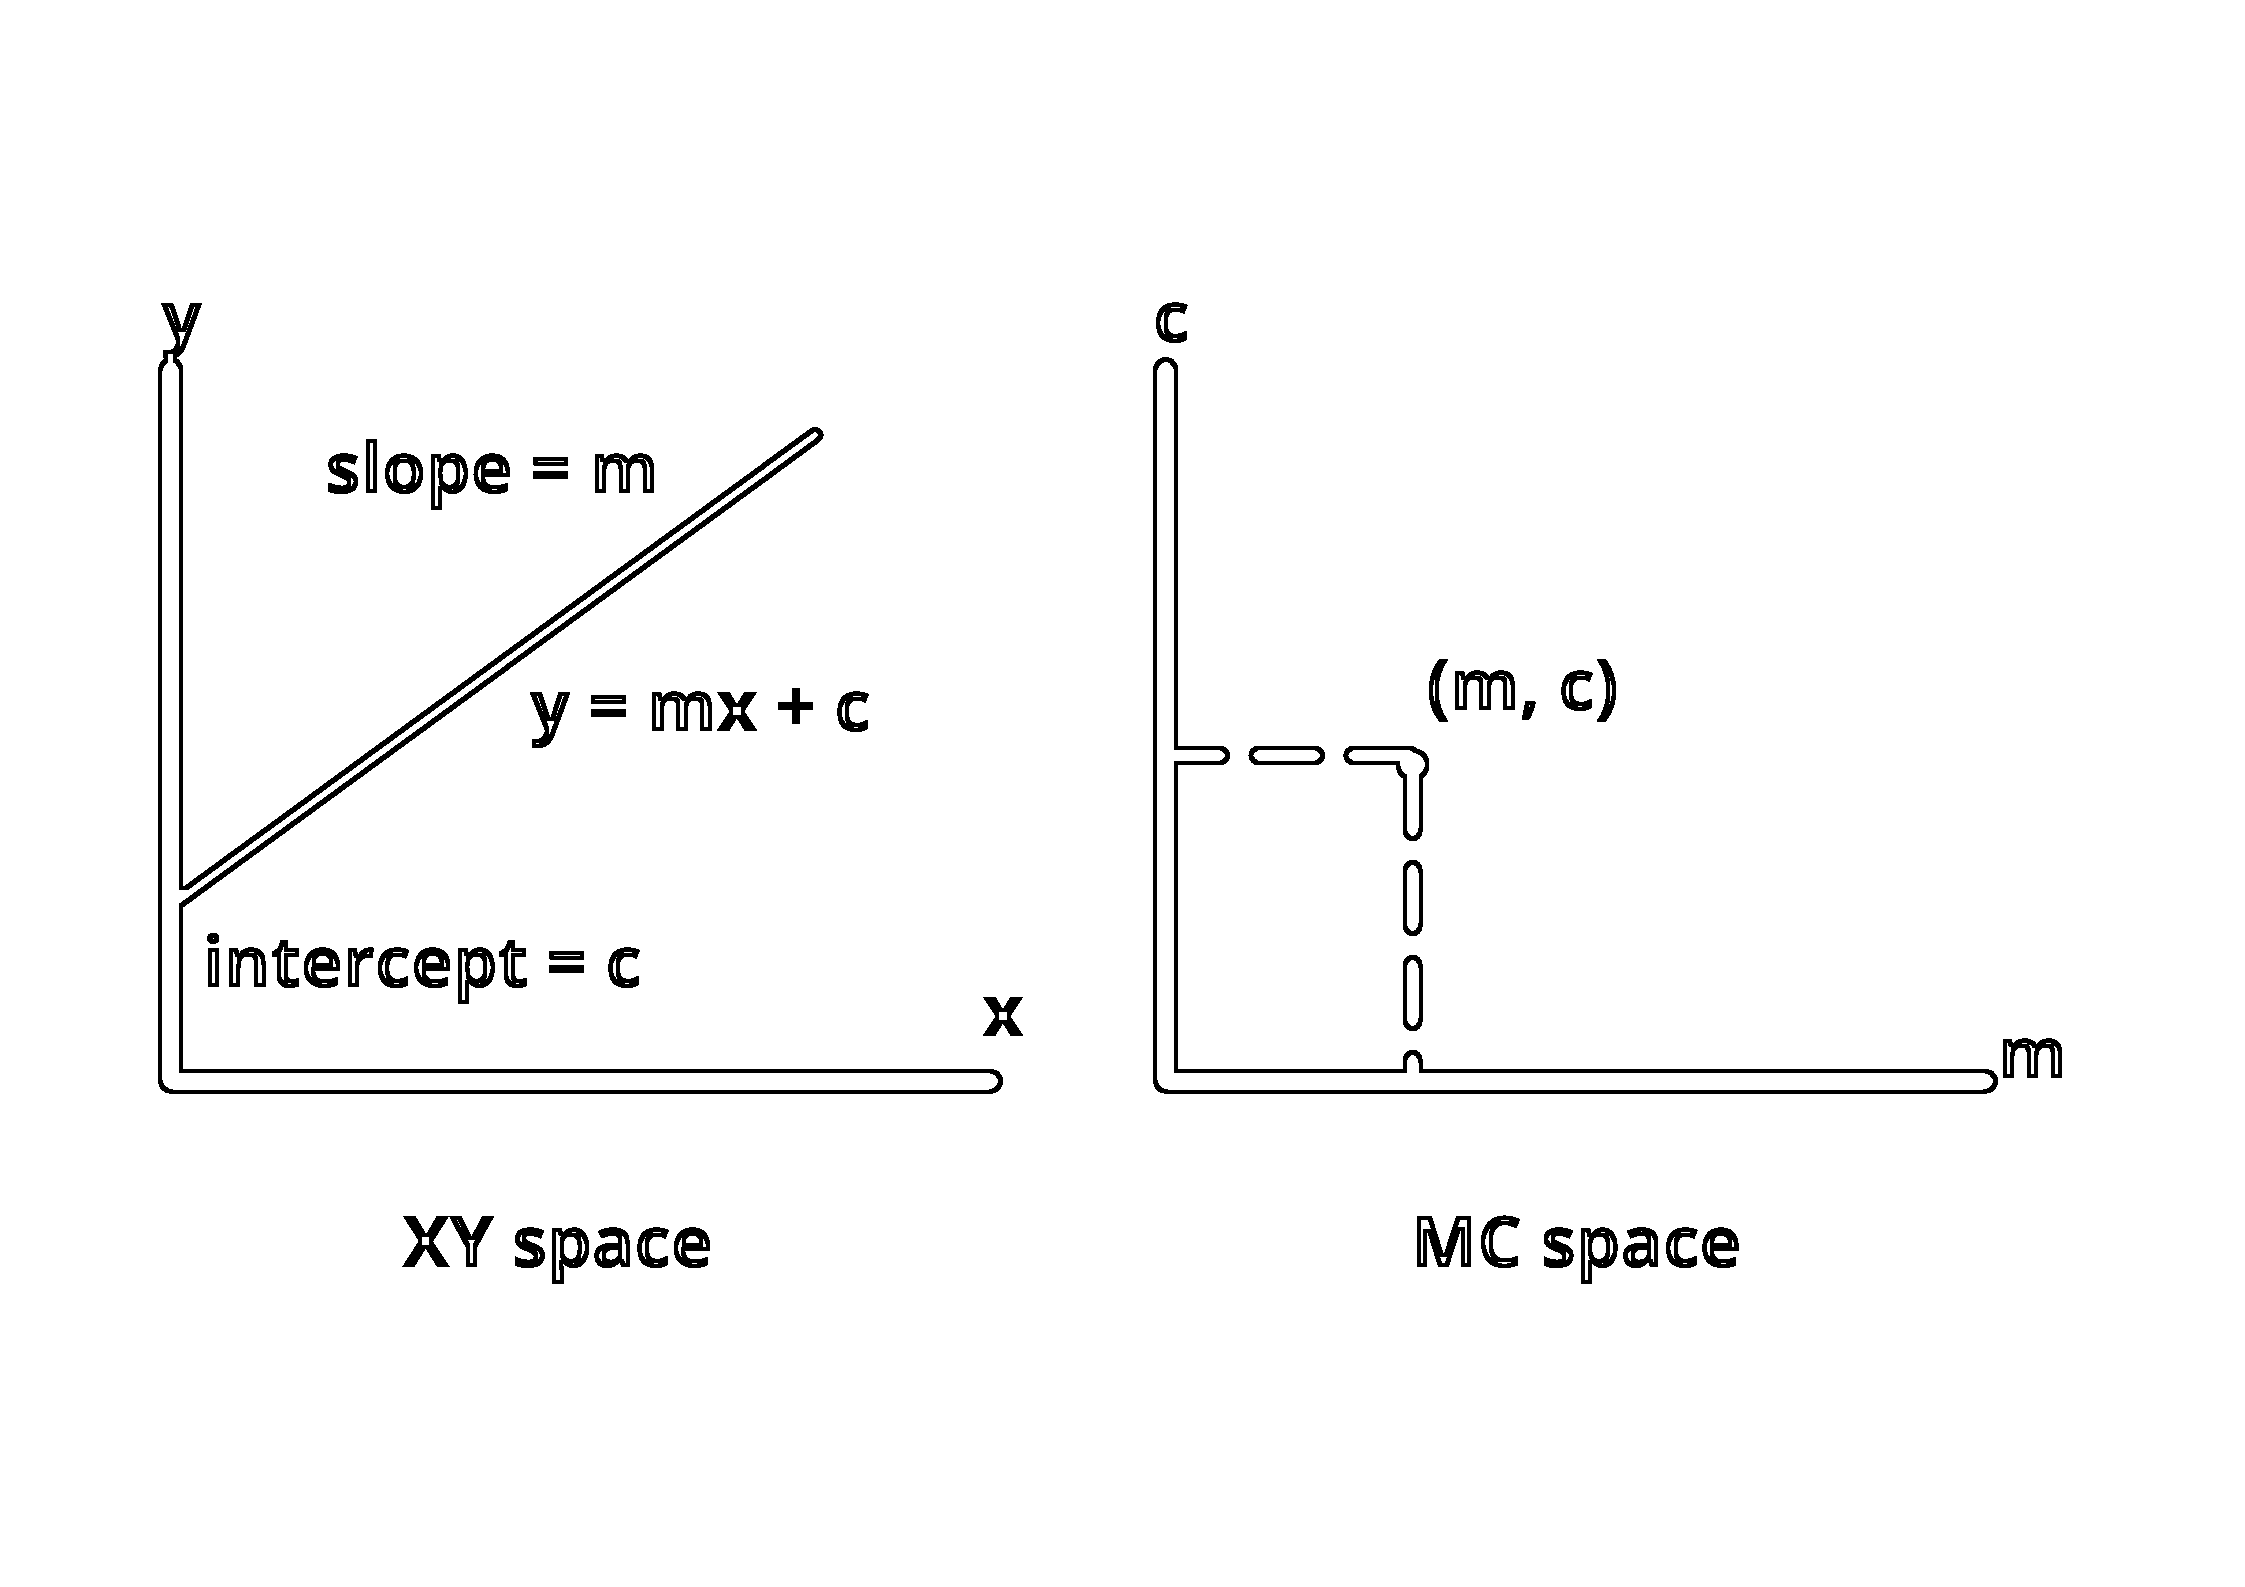 y
slope = m
y = mx + c
intercept = c
x
XY space
c
(m, c)
m
MC space